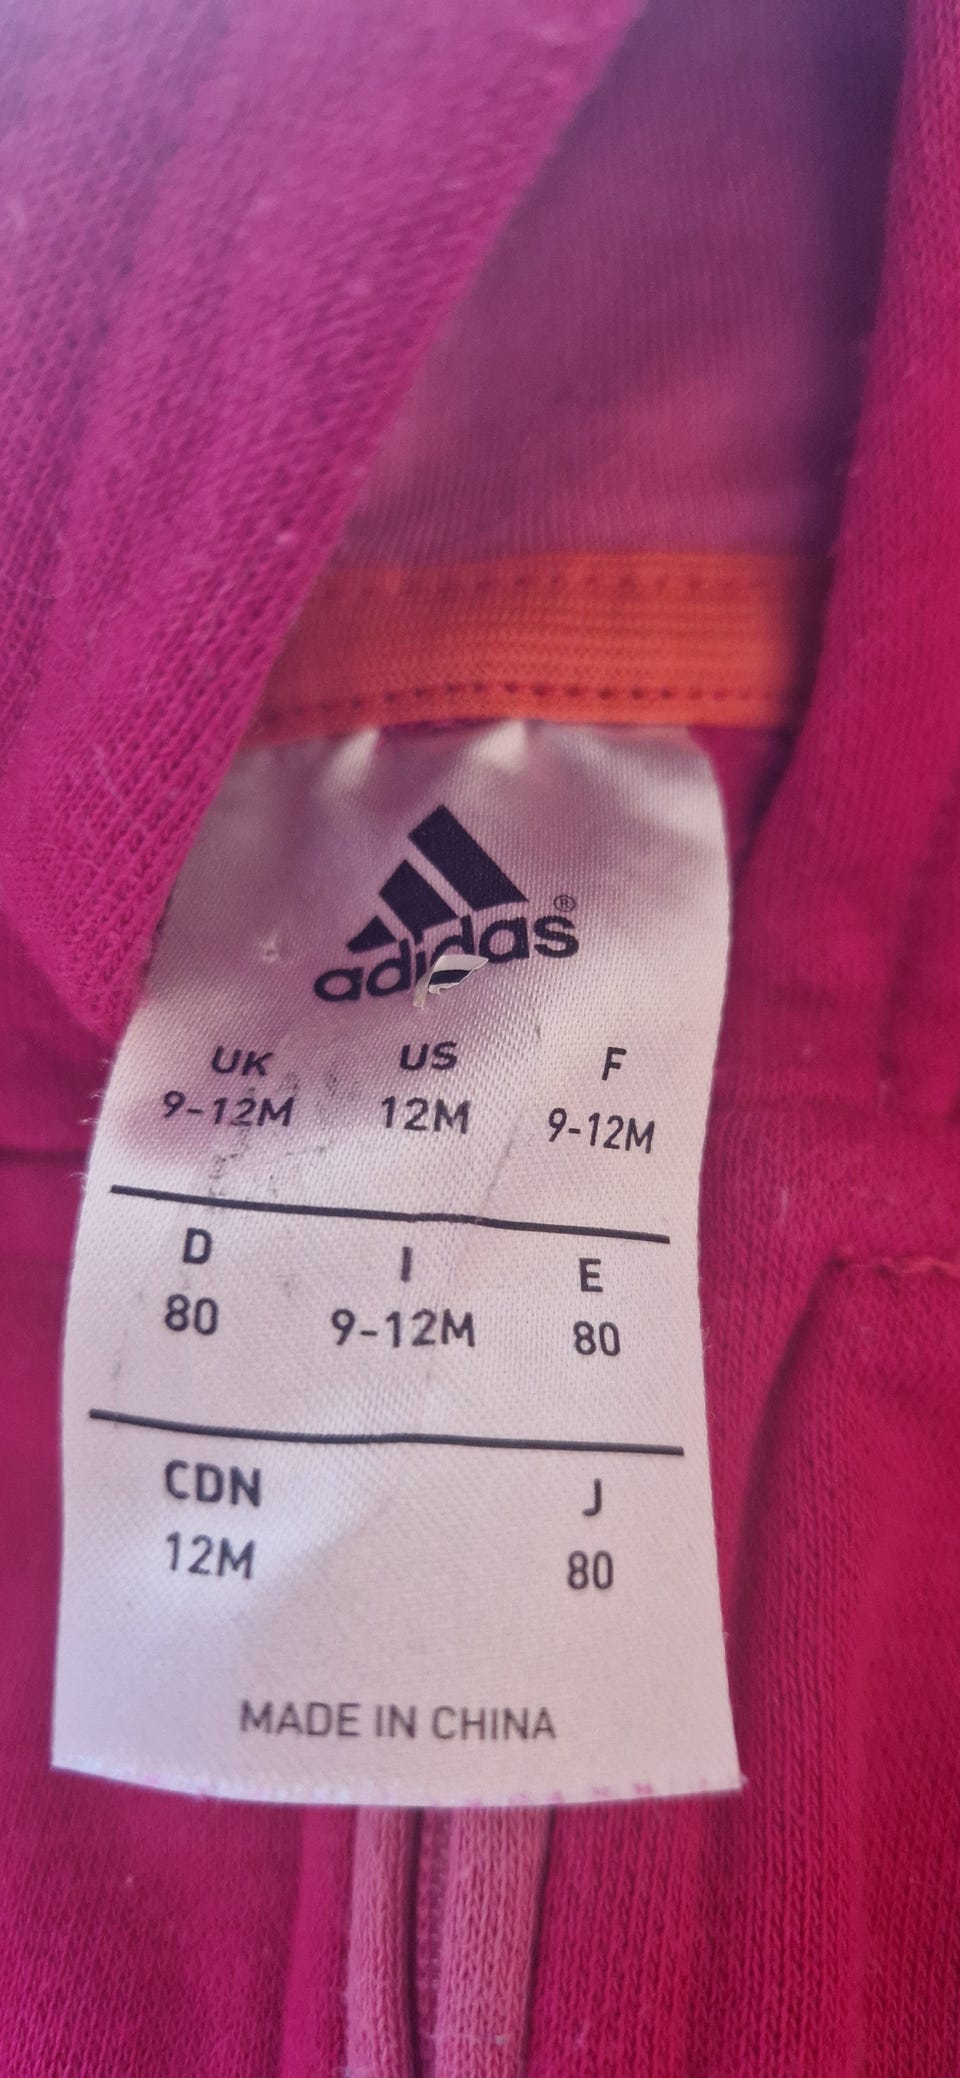 adidas®
UK US F
9-12M 12M 9-12M
D I E
80 9-12M 80
CDN J
12M 80
MADE IN CHINA